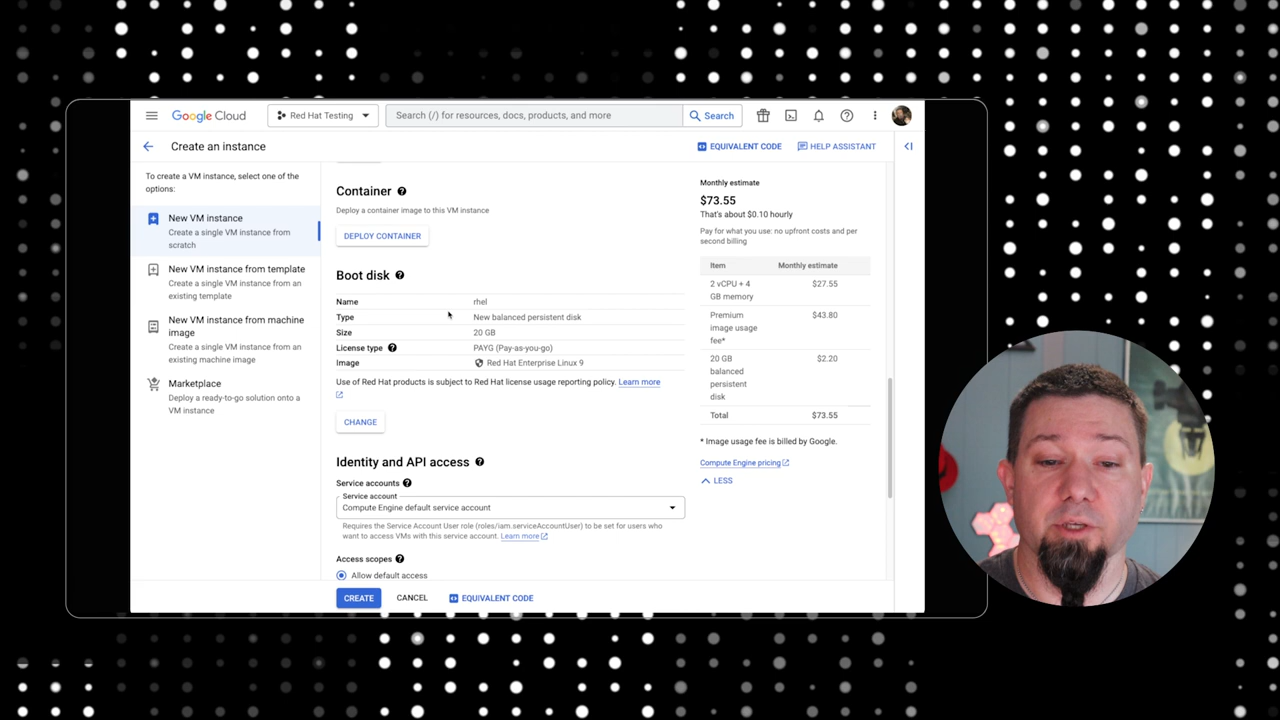 Google Cloud
Red Hat Testing
Search (/) for resources, docs, products, and more
Search
Create an instance
EQUIVALENT CODE
HELP ASSISTANT
To create a VM instance, select one of the
options:
New VM instance
Create a single VM instance from
scratch
New VM instance from template
Create a single VM instance from an
existing template
New VM instance from machine
image
Create a single VM instance from an
existing machine image
Marketplace
Deploy a ready-to-go solution onto a
VM instance
Container
Deploy a container image to this VM instance
DEPLOY CONTAINER
Boot disk
Name rhel
Type New balanced persistent disk
Size 20 GB
License type PAYG (Pay-as-you-go)
Image Red Hat Enterprise Linux 9
Use of Red Hat products is subject to Red Hat license usage reporting policy. Learn more
CHANGE
Identity and API access
Service accounts
Service account
Compute Engine default service account
Requires the Service Account User role (roles/iam.serviceAccountUser) to be set for users who
want to access VMs with this service account. Learn more
Access scopes
Allow default access
CREATE
CANCEL
EQUIVALENT CODE
Monthly estimate
$73.55
That's about $0.10 hourly
Pay for what you use: no upfront costs and per
second billing
Item Monthly estimate
2 vCPU + 4 $27.55
GB memory
Premium $43.80
image usage
fee*
20 GB $2.20
balanced
persistent
disk
Total $73.55
* Image usage fee is billed by Google.
Compute Engine pricing
LESS